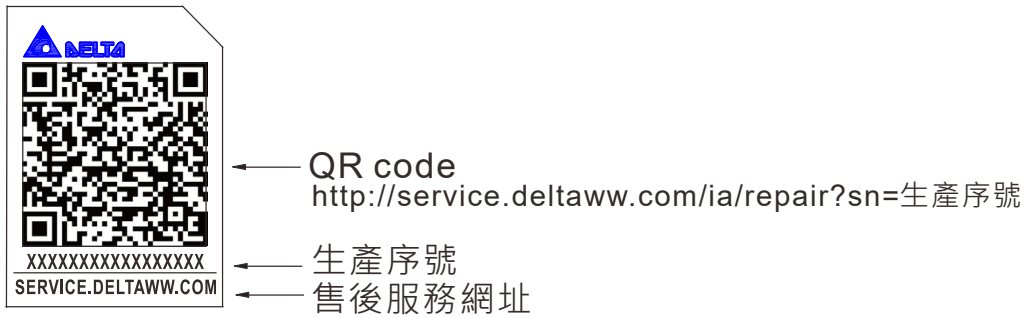 DELTA
QR code
http://service.deltaww.com/ia/repair?sn=生產序號
XXXXXXXXXXXXXXXXX
生產序號
SERVICE.DELTAWW.COM
售後服務網址